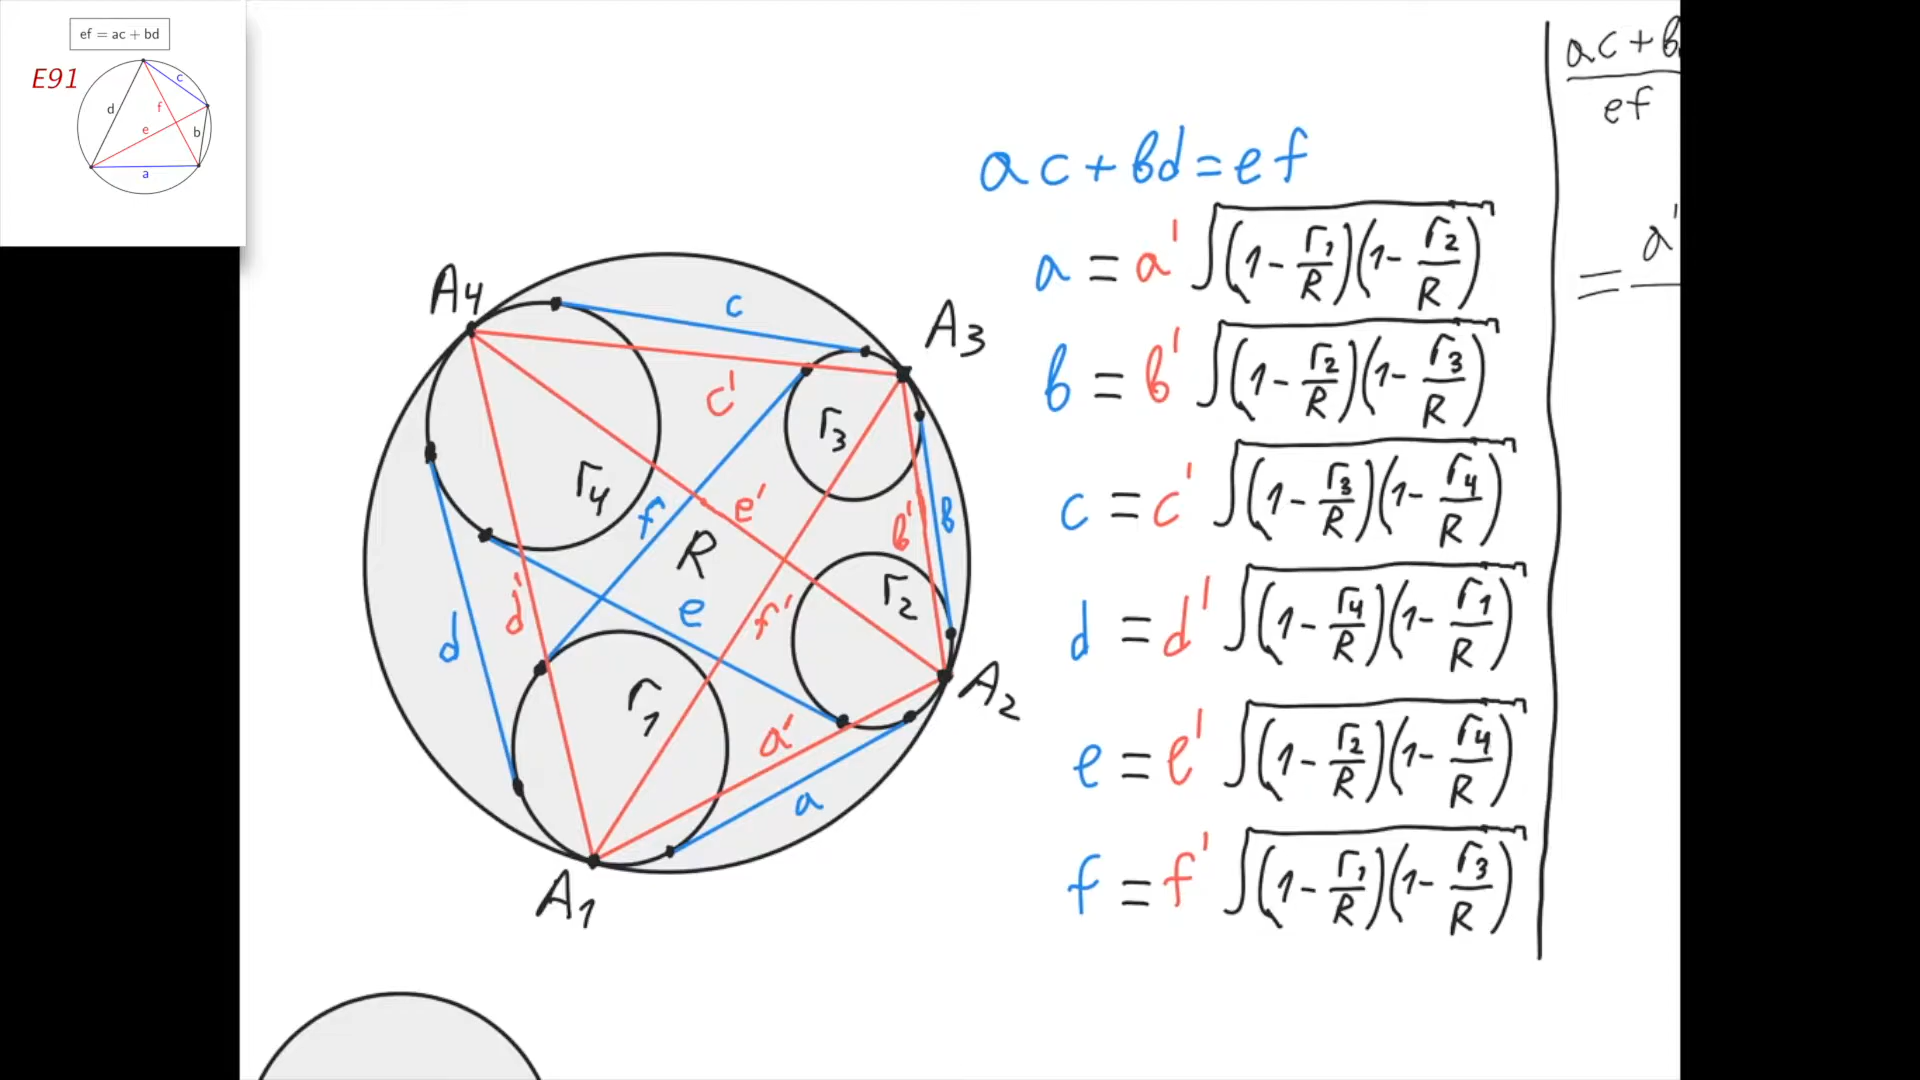 ef = ac + bd
E91
c
d
f
e
b
a
ac+bd=ef
a = a' √(1 - r1/R)(1 - r2/R)
b = b' √(1 - r2/R)(1 - r3/R)
c = c' √(1 - r3/R)(1 - r4/R)
d = d' √(1 - r4/R)(1 - r1/R)
e = e' √(1 - r2/R)(1 - r4/R)
f = f' √(1 - r1/R)(1 - r3/R)
A4
c
A3
c'
r3
r4
f
e'
b'
b
R
r2
d'
e
f'
d
r1
A2
a'
a
A1
ac+b
ef
= a'